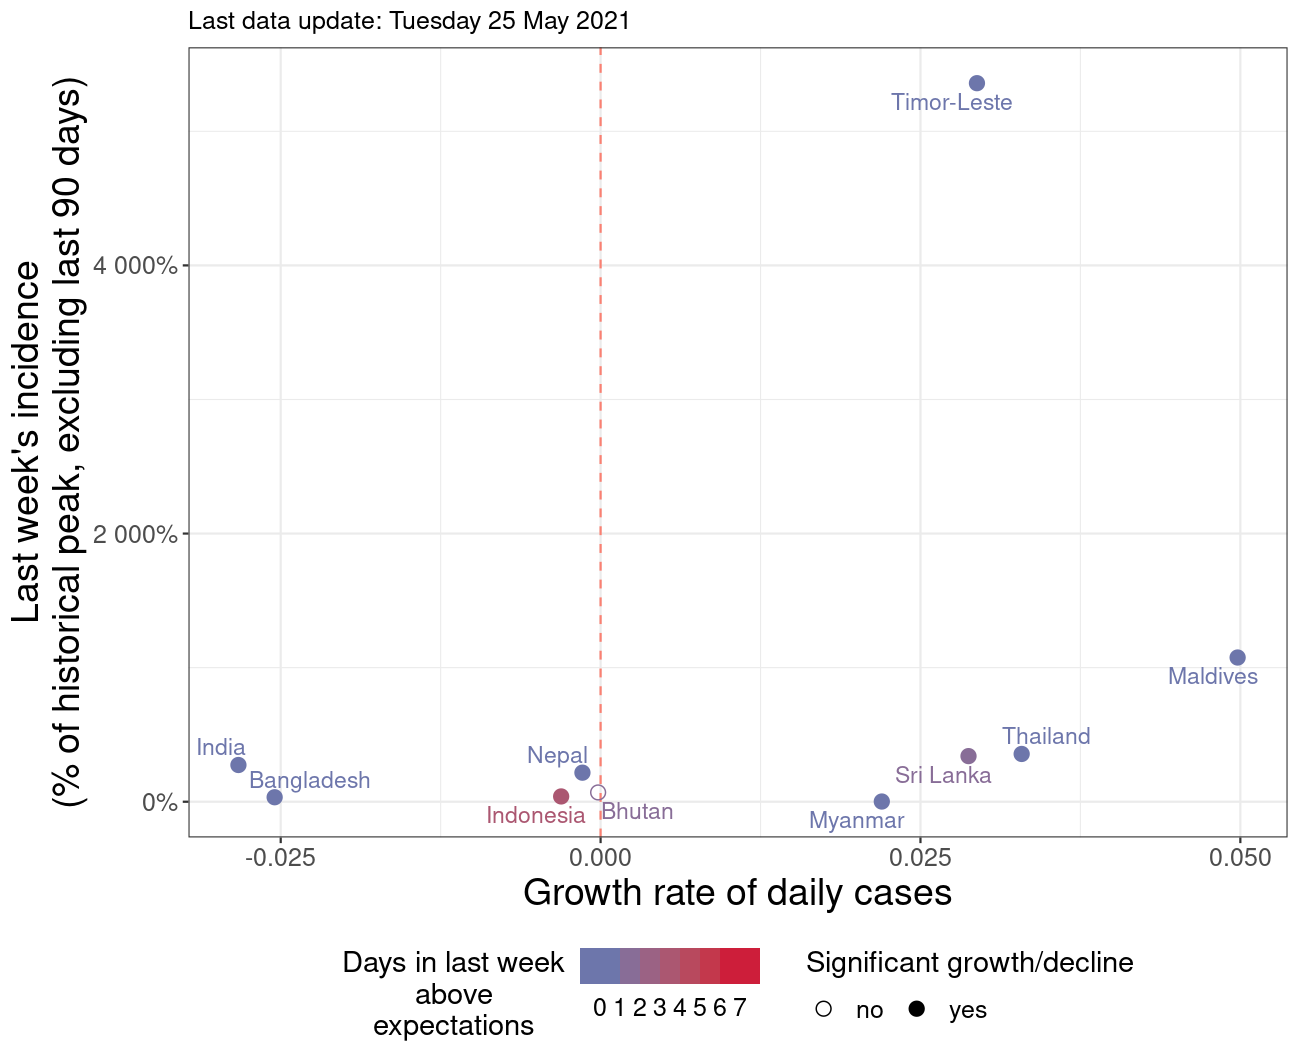 Last data update: Tuesday 25 May 2021
Last week's incidence
(% of historical peak, excluding last 90 days)
4 000%
2 000%
0%
Timor-Leste
Maldives
Thailand
Sri Lanka
Myanmar
India
Bangladesh
Nepal
Indonesia
Bhutan
-0.025
0.000
0.025
0.050
Growth rate of daily cases
Days in last week
above
expectations
0 1 2 3 4 5 6 7
Significant growth/decline
no
yes